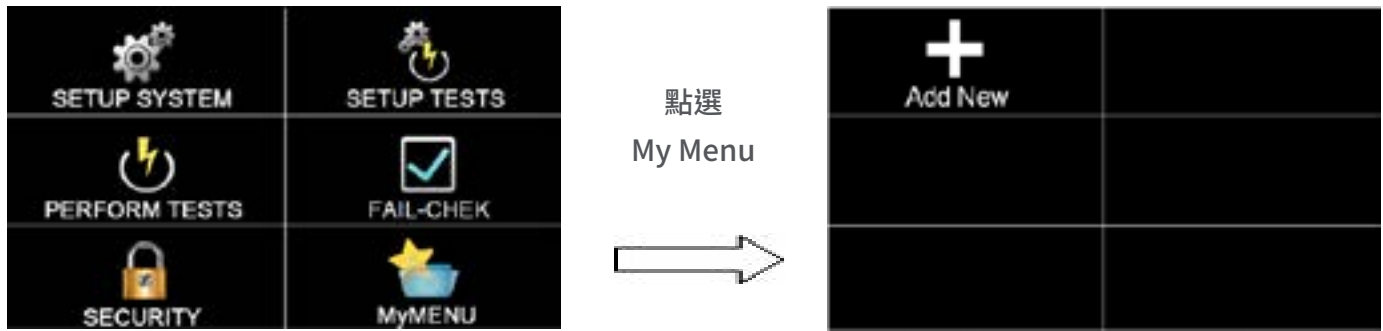 SETUP SYSTEM
SETUP TESTS
PERFORM TESTS
FAIL-CHEK
SECURITY
MyMENU
點選
My Menu
Add New